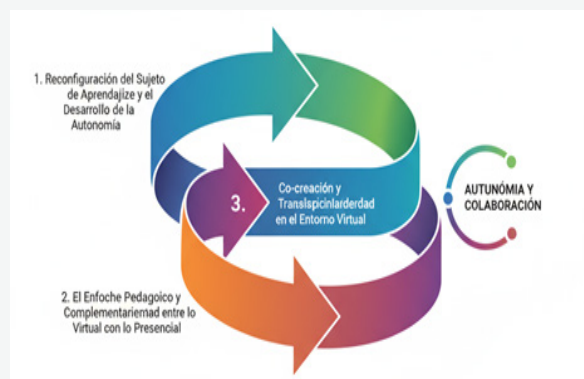 1. Reconfiguración del Sujeto
de Aprendajize y el
Desarrollo de la
Autonomía
3.
Co-creación y
Translspicinlarderdad
en el Entorno Virtual
AUTUNÓMIA Y
COLABORACIÓN
2. El Enfoche Pedagoico y
Complementariemad entre lo
Virtual con lo Presencial